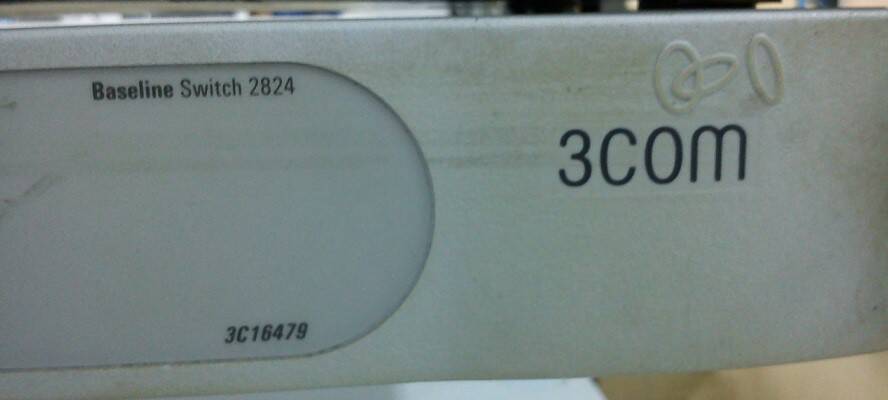 Baseline Switch 2824
3COM
3C16479